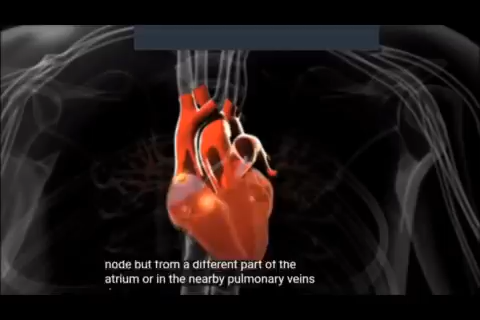 node but from a different part of the
atrium or in the nearby pulmonary veins